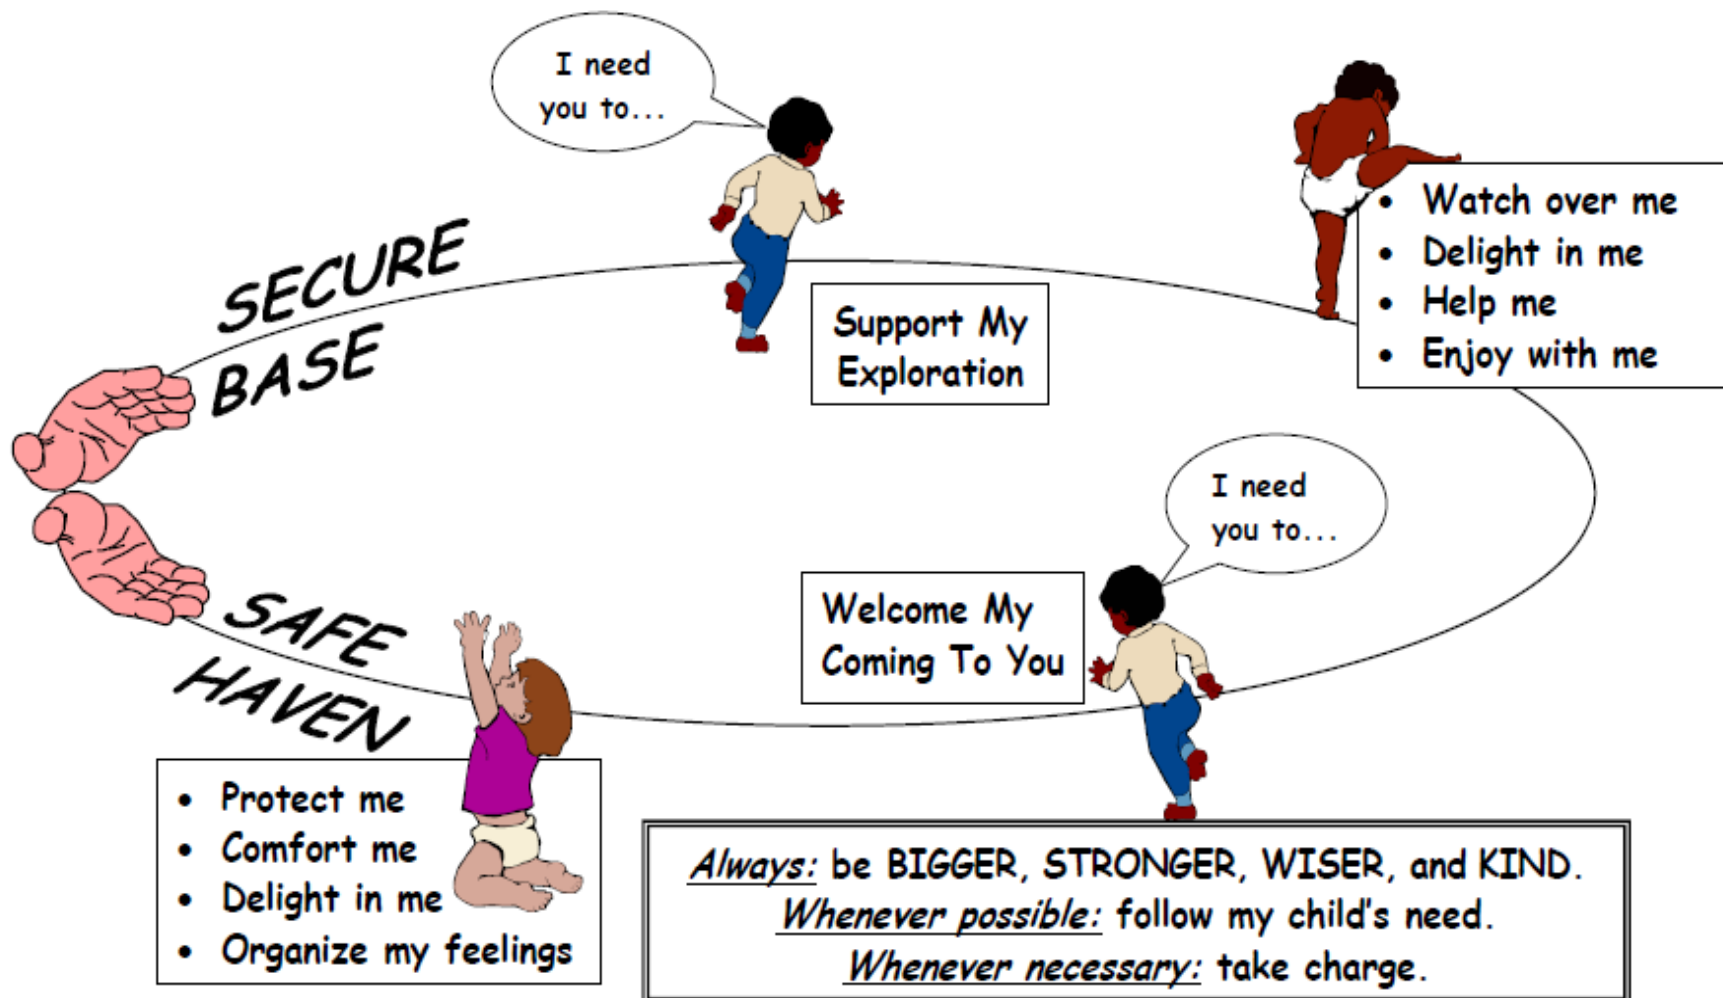 I need
you to...
SECURE
BASE
Support My
Exploration
• Watch over me
• Delight in me
• Help me
• Enjoy with me
I need
you to...
Welcome My
Coming To You
SAFE
HAVEN
• Protect me
• Comfort me
• Delight in me
• Organize my feelings
Always: be BIGGER, STRONGER, WISER, and KIND.
Whenever possible: follow my child's need.
Whenever necessary: take charge.